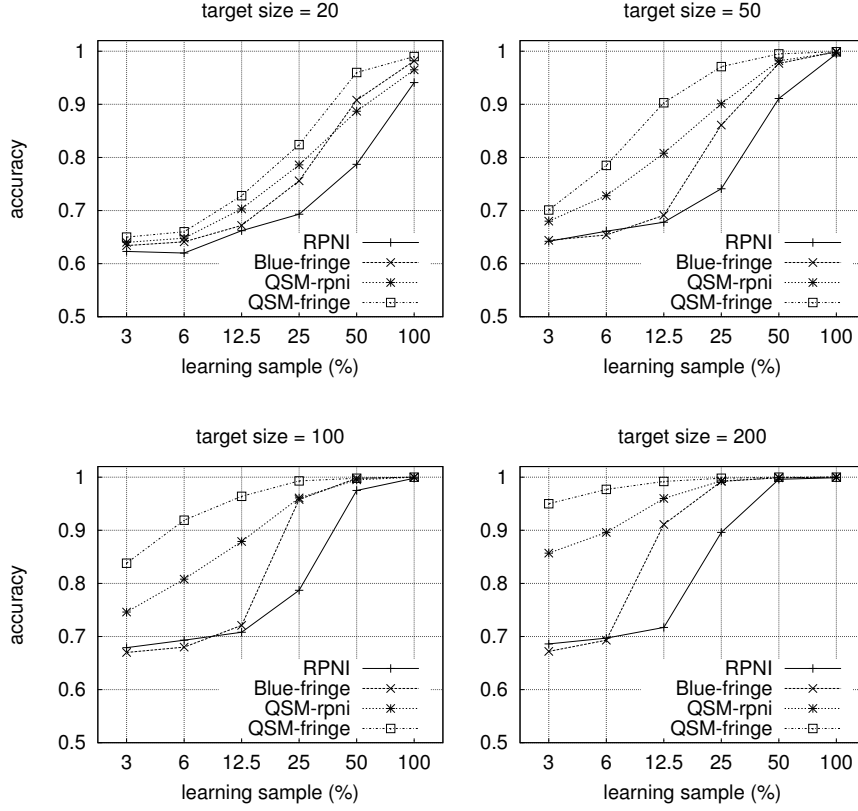 target size = 20
accuracy
1
0.9
0.8
0.7
0.6
0.5
RPNI
Blue-fringe
QSM-rpni
QSM-fringe
3 6 12.5 25 50 100
learning sample (%)
target size = 50
1
0.9
0.8
0.7
0.6
0.5
RPNI
Blue-fringe
QSM-rpni
QSM-fringe
3 6 12.5 25 50 100
learning sample (%)
target size = 100
accuracy
1
0.9
0.8
0.7
0.6
0.5
RPNI
Blue-fringe
QSM-rpni
QSM-fringe
3 6 12.5 25 50 100
learning sample (%)
target size = 200
1
0.9
0.8
0.7
0.6
0.5
RPNI
Blue-fringe
QSM-rpni
QSM-fringe
3 6 12.5 25 50 100
learning sample (%)